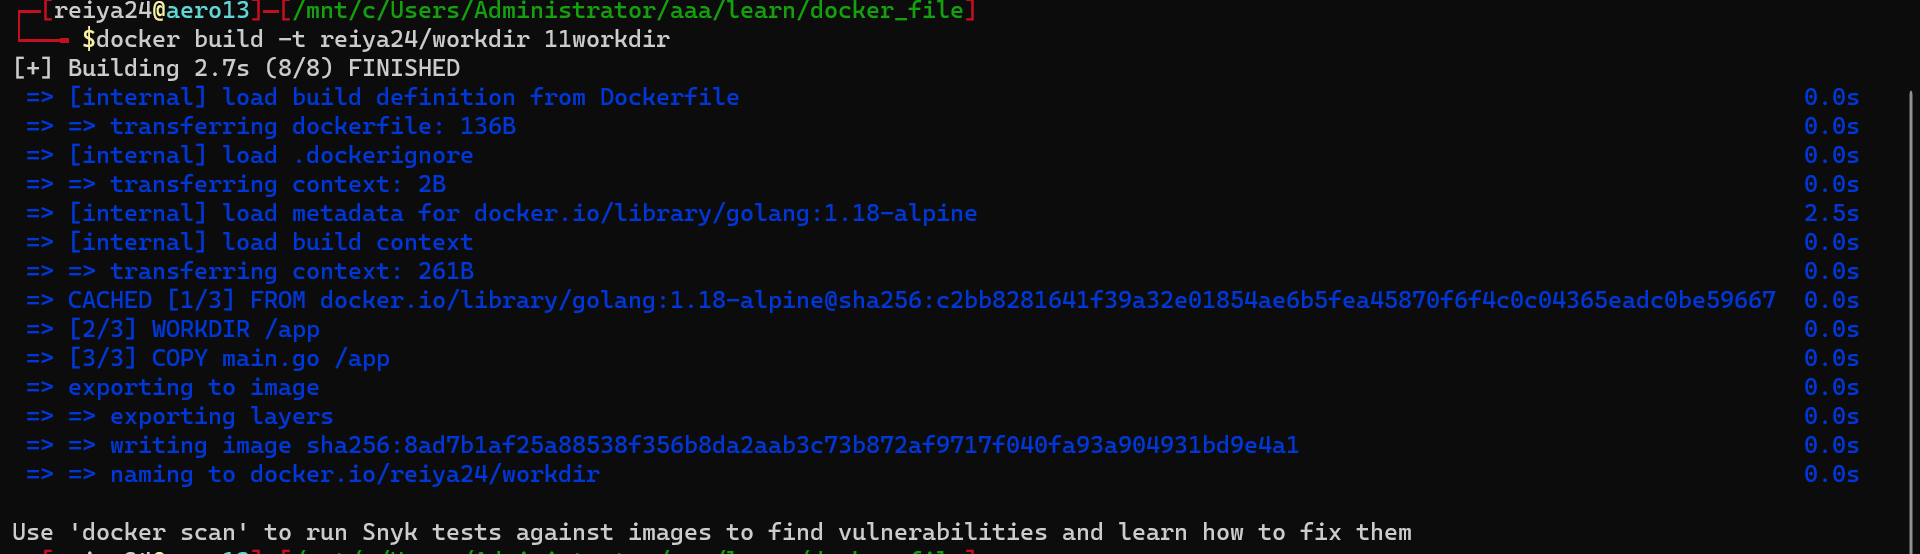 [reiya24@aero13]-[/mnt/c/Users/Administrator/aaa/learn/docker_file]
$docker build -t reiya24/workdir 11workdir
[+] Building 2.7s (8/8) FINISHED
=> [internal] load build definition from Dockerfile 0.0s
=> => transferring dockerfile: 136B 0.0s
=> [internal] load .dockerignore 0.0s
=> => transferring context: 2B 0.0s
=> [internal] load metadata for docker.io/library/golang:1.18-alpine 2.5s
=> [internal] load build context 0.0s
=> => transferring context: 261B 0.0s
=> CACHED [1/3] FROM docker.io/library/golang:1.18-alpine@sha256:c2bb8281641f39a32e01854ae6b5fea45870f6f4c0c04365eadc0be59667 0.0s
=> [2/3] WORKDIR /app 0.0s
=> [3/3] COPY main.go /app 0.0s
=> exporting to image 0.0s
=> => exporting layers 0.0s
=> => writing image sha256:8ad7b1af25a88538f356b8da2aab3c73b872af9717f040fa93a904931bd9e4a1 0.0s
=> => naming to docker.io/reiya24/workdir 0.0s
Use 'docker scan' to run Snyk tests against images to find vulnerabilities and learn how to fix them